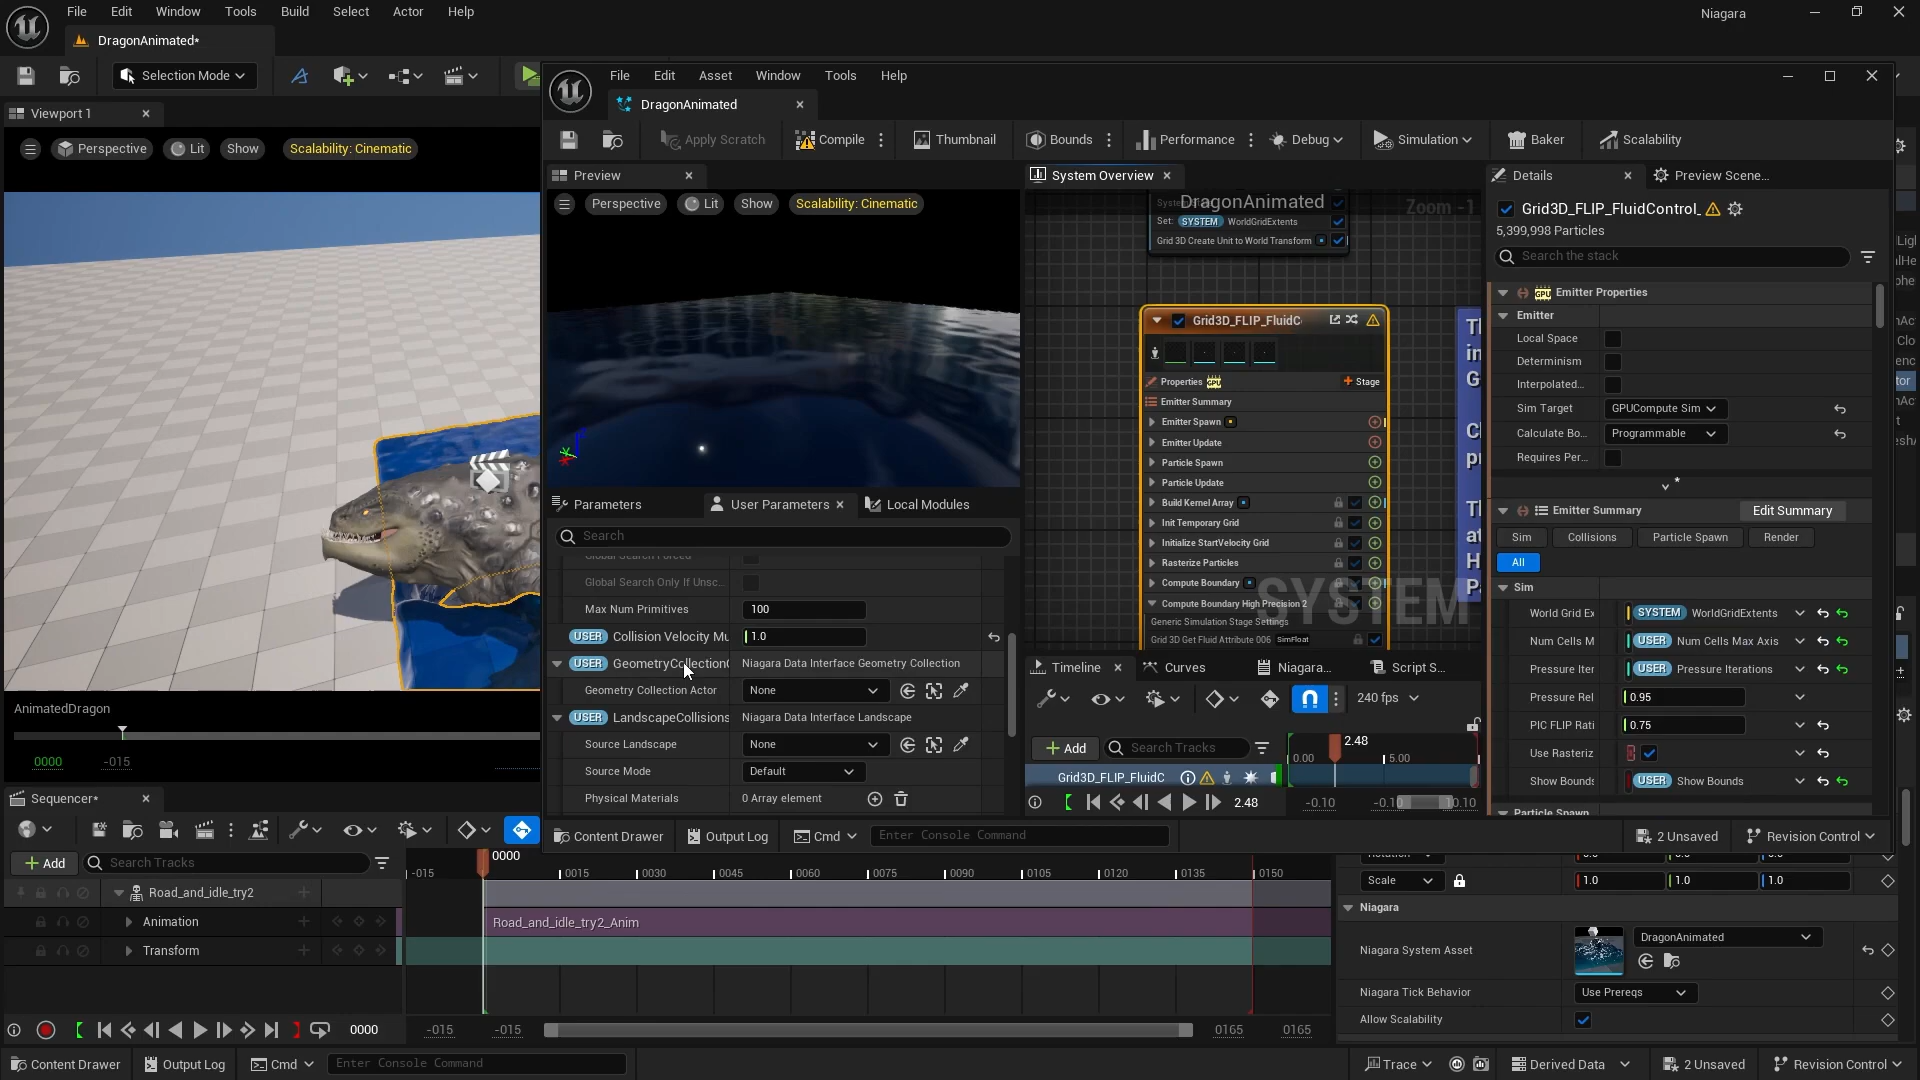 File Edit Window Tools Build Select Actor Help
Niagara
DragonAnimated*
Selection Mode
Viewport 1
Perspective Lit Show Scalability: Cinematic
AnimatedDragon
0000 -015
File Edit Asset Window Tools Help
DragonAnimated
Apply Scratch Compile Thumbnail Bounds Performance Debug Simulation Baker Scalability
Preview
Perspective Lit Show Scalability: Cinematic
Parameters User Parameters Local Modules
Search
Global Search Forced
Global Search Only If Unsc...
Max Num Primitives 100
USER Collision Velocity Mu 1.0
USER GeometryCollection Niagara Data Interface Geometry Collection
Geometry Collection Actor None
USER LandscapeCollisions Niagara Data Interface Landscape
Source Landscape None
Source Mode Default
Physical Materials 0 Array element
System Overview
DragonAnimated
Zoom -1
Set: SYSTEM WorldGridExtents
Grid 3D Create Unit to World Transform
Grid3D_FLIP_FluidC
Properties GPU Stage
Emitter Summary
Emitter Spawn
Emitter Update
Particle Spawn
Particle Update
Build Kernel Array
Init Temporary Grid
Initialize StartVelocity Grid
Rasterize Particles
Compute Boundary
Compute Boundary High Precision 2
Generic Simulation Stage Settings
Grid 3D Get Fluid Attribute 006 SimFloat
SYSTEM
Timeline Curves Niagara... Script S...
240 fps
Add Search Tracks
2.48
0.00 5.00
Grid3D_FLIP_FluidC
2.48 -0.10 -0.10 10.10
Details Preview Scene...
Grid3D_FLIP_FluidControl_
5,399,998 Particles
Search the stack
GPU Emitter Properties
Emitter
Local Space
Determinism
Interpolated...
Sim Target GPUCompute Sim
Calculate Bo... Programmable
Requires Per...
Emitter Summary Edit Summary
Sim Collisions Particle Spawn Render
All
Sim
World Grid Ex SYSTEM WorldGridExtents
Num Cells M USER Num Cells Max Axis
Pressure Iter USER Pressure Iterations
Pressure Rel 0.95
PIC FLIP Rati 0.75
Use Rasteriz
Show Bounds USER Show Bounds
Particle Spawn
Content Drawer Output Log Cmd Enter Console Command 2 Unsaved Revision Control
Sequencer*
Add Search Tracks
0000
-015 0015 0030 0045 0060 0075 0090 0105 0120 0135 0150
Road_and_idle_try2
Animation Road_and_idle_try2_Anim
Transform
0000 -015 -015 0165 0165
Rotation
Scale 1.0 1.0 1.0
Niagara
Niagara System Asset DragonAnimated
Niagara Tick Behavior Use Prereqs
Allow Scalability
Content Drawer Output Log Cmd Enter Console Command Trace Derived Data 2 Unsaved Revision Control